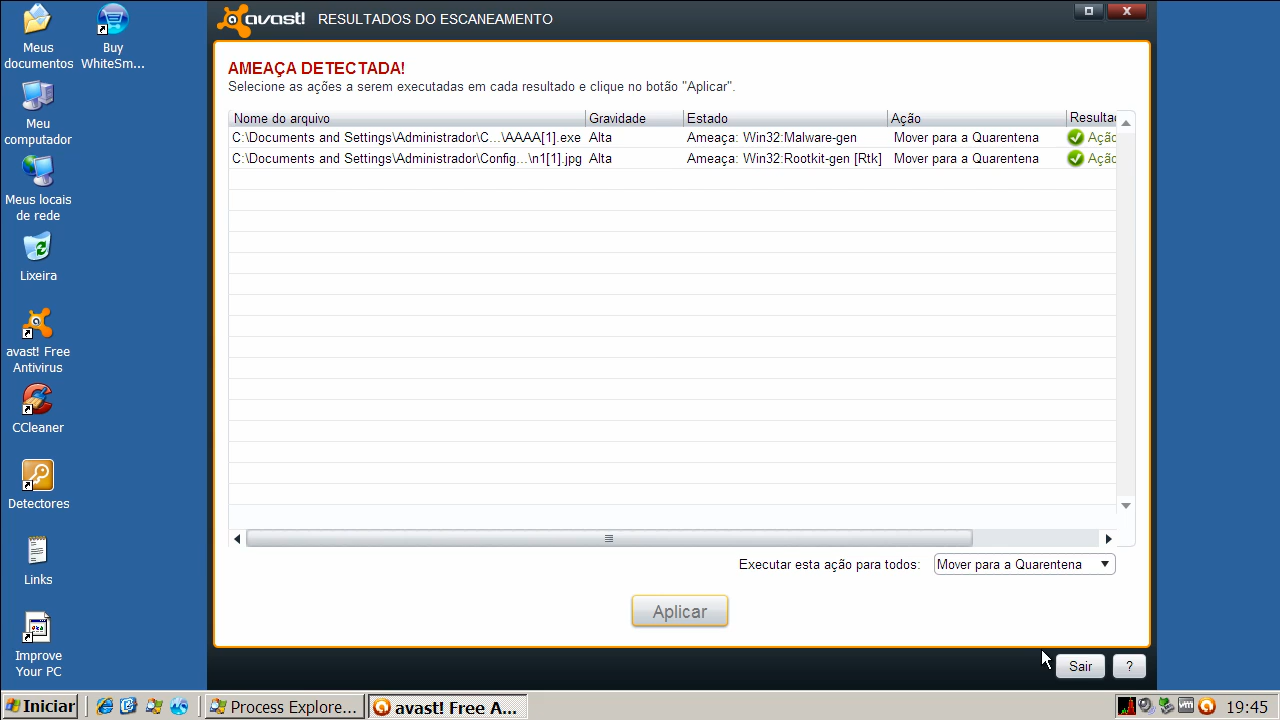 avast! RESULTADOS DO ESCANEAMENTO
AMEAÇA DETECTADA!
Selecione as ações a serem executadas em cada resultado e clique no botão "Aplicar".
Nome do arquivo Gravidade Estado Ação Resulta
C:\Documents and Settings\Administrador\C...\AAAA[1].exe Alta Ameaça: Win32:Malware-gen Mover para a Quarentena Ação
C:\Documents and Settings\Administrador\Config...\n1[1].jpg Alta Ameaça: Win32:Rootkit-gen [Rtk] Mover para a Quarentena Ação
Executar esta ação para todos: Mover para a Quarentena
Aplicar
Sair ?
Meus
documentos
Buy
WhiteSm...
Meu
computador
Meus locais
de rede
Lixeira
avast! Free
Antivirus
CCleaner
Detectores
Links
Improve
Your PC
Iniciar Process Explore... avast! Free A... 19:45